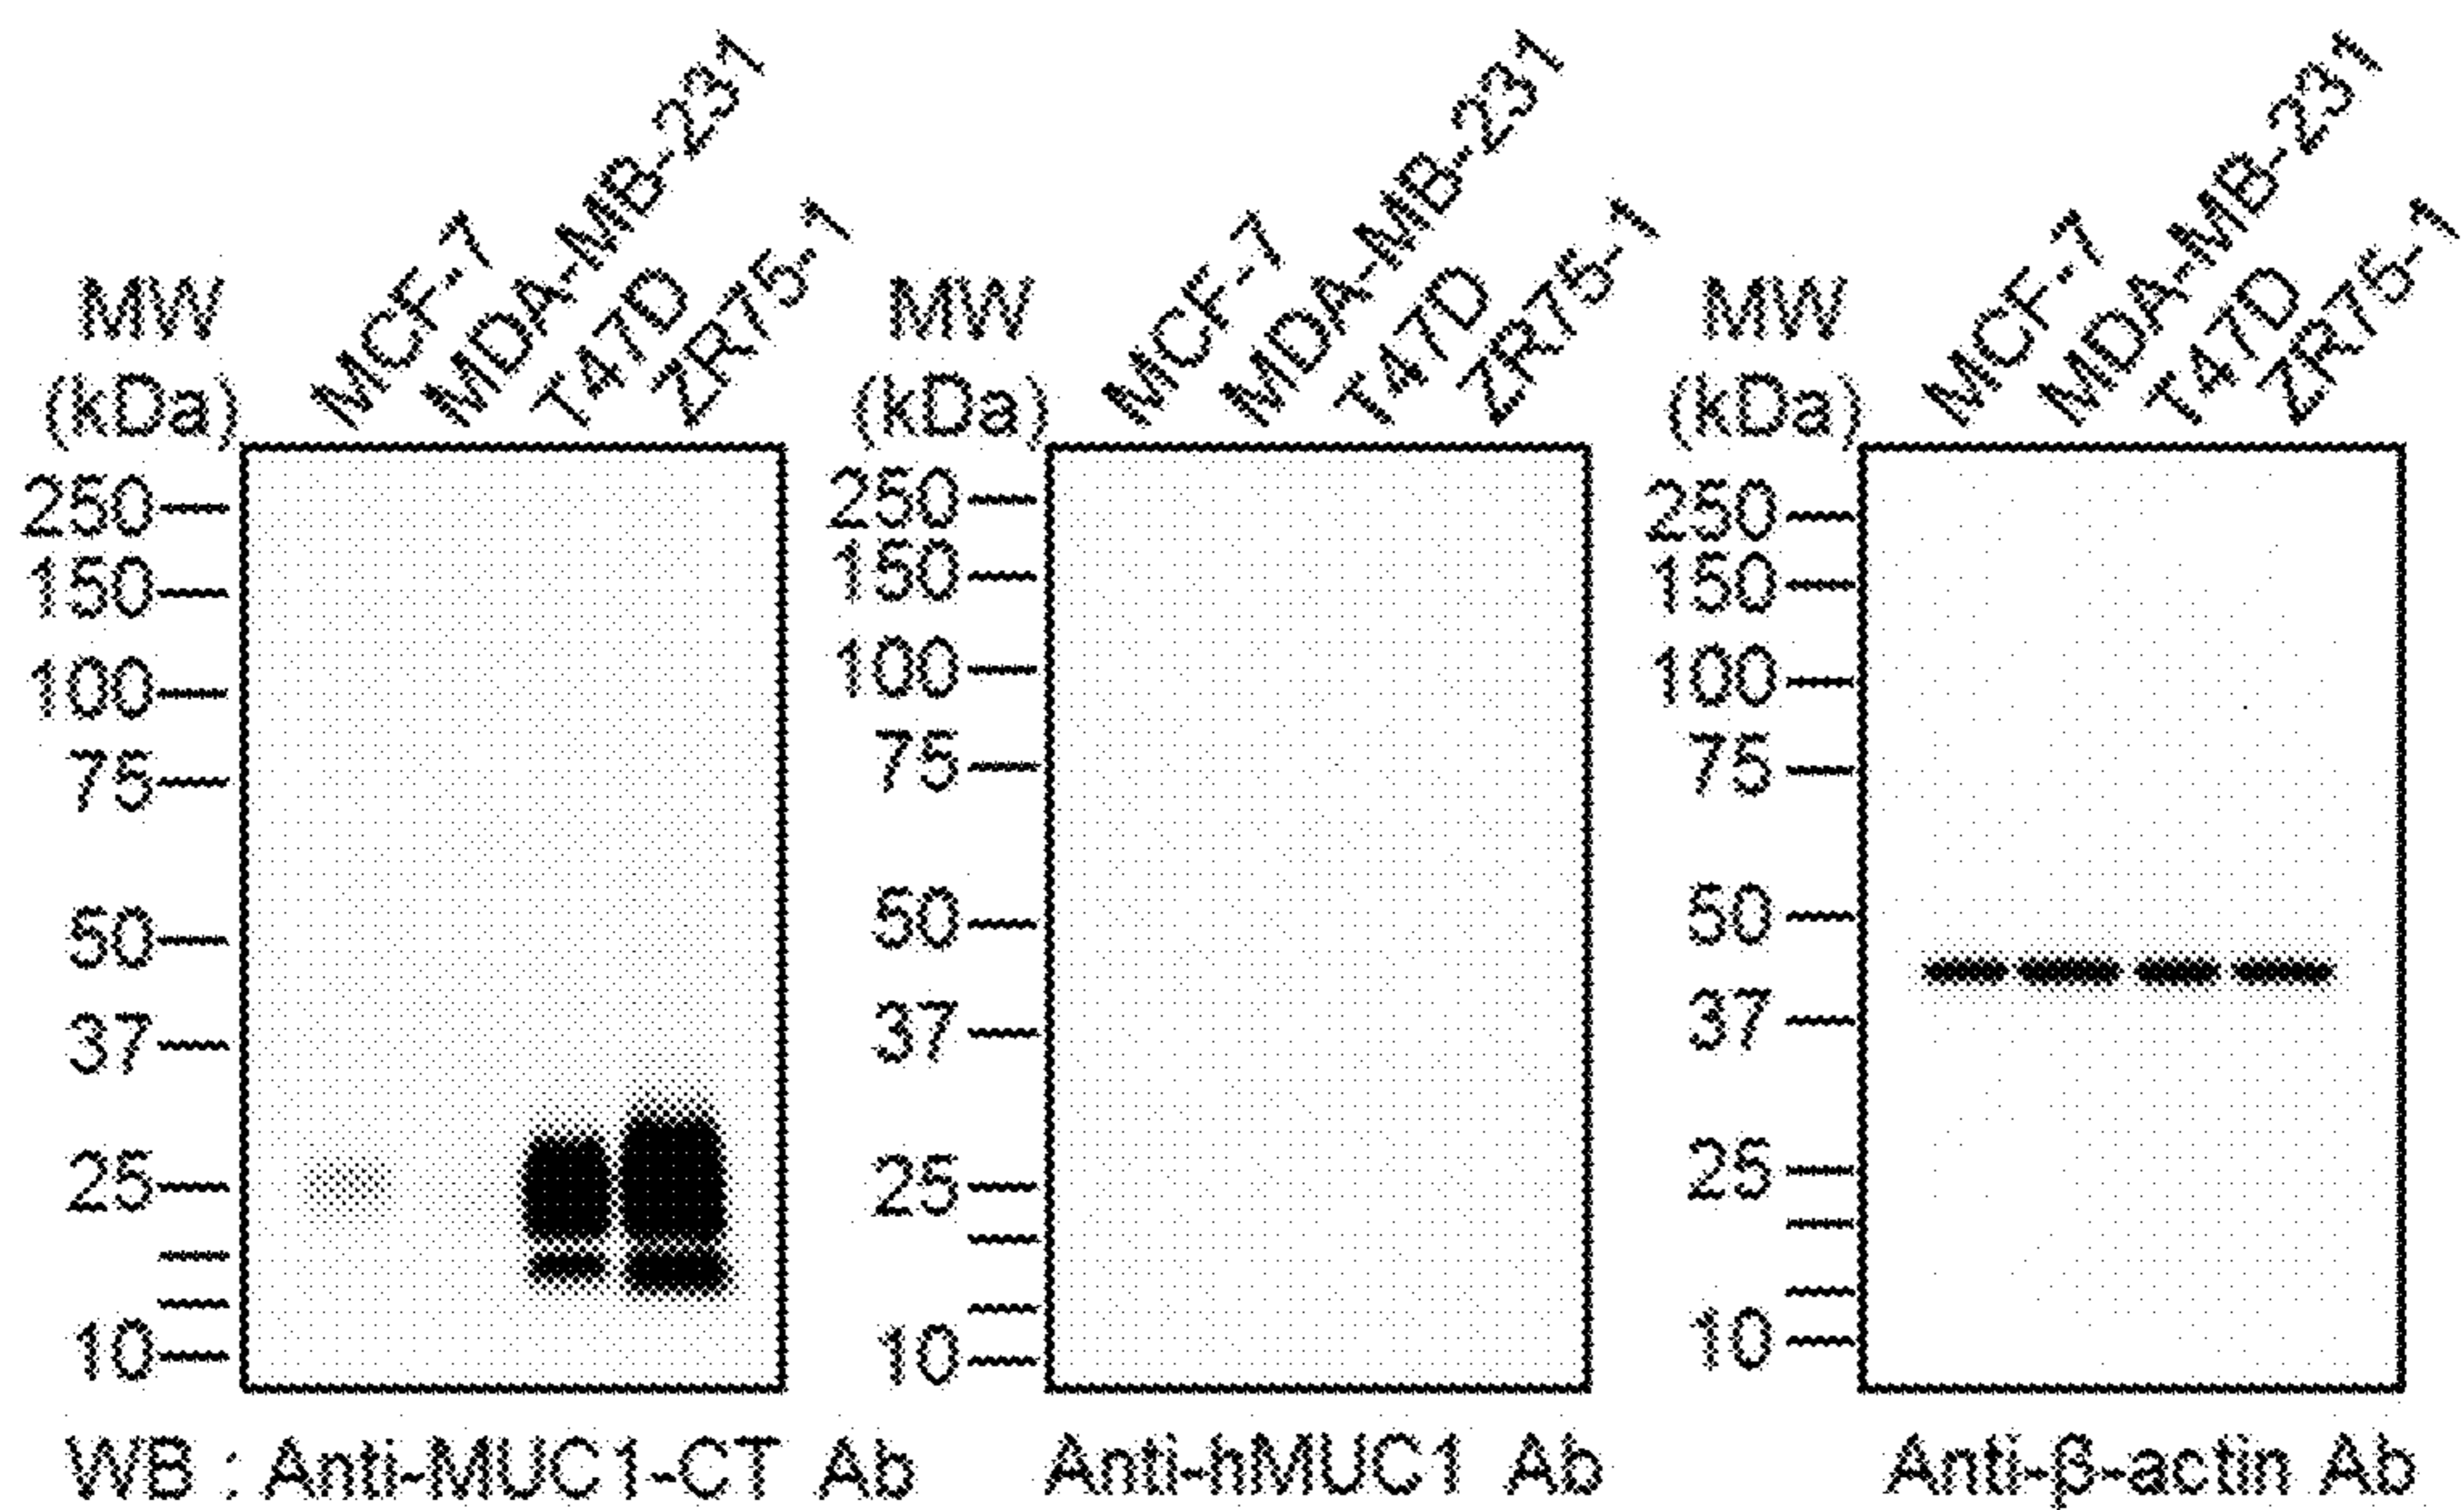 MW
(kDa)
MCF-7
MDA-MB-231
T47D
ZR75-1
250
150
100
75
50
37
25
10
WB : Anti-MUC1-CT Ab
MW
(kDa)
MCF-7
MDA-MB-231
T47D
ZR75-1
250
150
100
75
50
37
25
10
Anti-hMUC1 Ab
MW
(kDa)
MCF-7
MDA-MB-231
T47D
ZR75-1
250
150
100
75
50
37
25
10
Anti-β-actin Ab